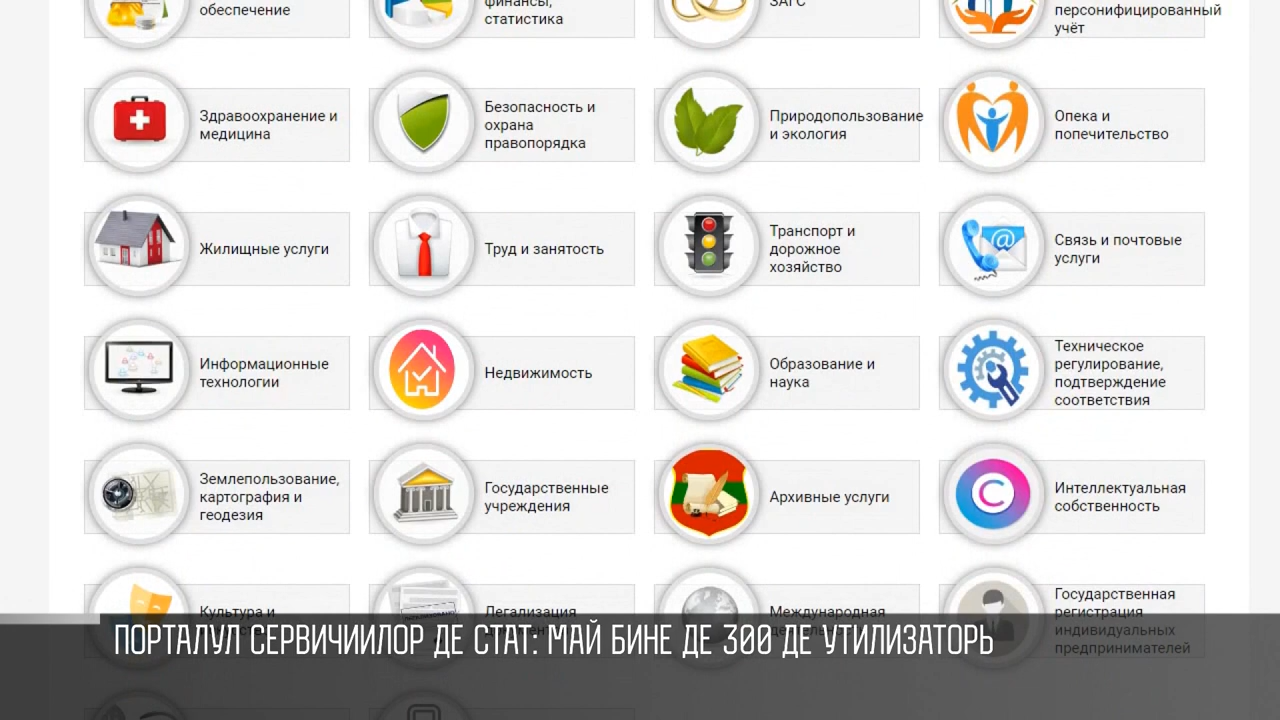 обеспечение
финансы,
статистика
ЗАГС
персонифицированный
учёт
Здравоохранение и
медицина
Безопасность и
охрана
правопорядка
Природопользование
и экология
Опека и
попечительство
Жилищные услуги
Труд и занятость
Транспорт и
дорожное
хозяйство
Связь и почтовые
услуги
Информационные
технологии
Недвижимость
Образование и
наука
Техническое
регулирование,
подтверждение
соответствия
Землепользование,
картография и
геодезия
Государственные
учреждения
Архивные услуги
Интеллектуальная
собственность
Культура и
Легализация
Международная
Государственная
регистрация
индивидуальных
предпринимателей
ПОРТАЛУЛ СЕРВИЧИИЛОР ДЕ СТАТ: МАЙ БИНЕ ДЕ 300 ДЕ УТИЛИЗАТОРЬ